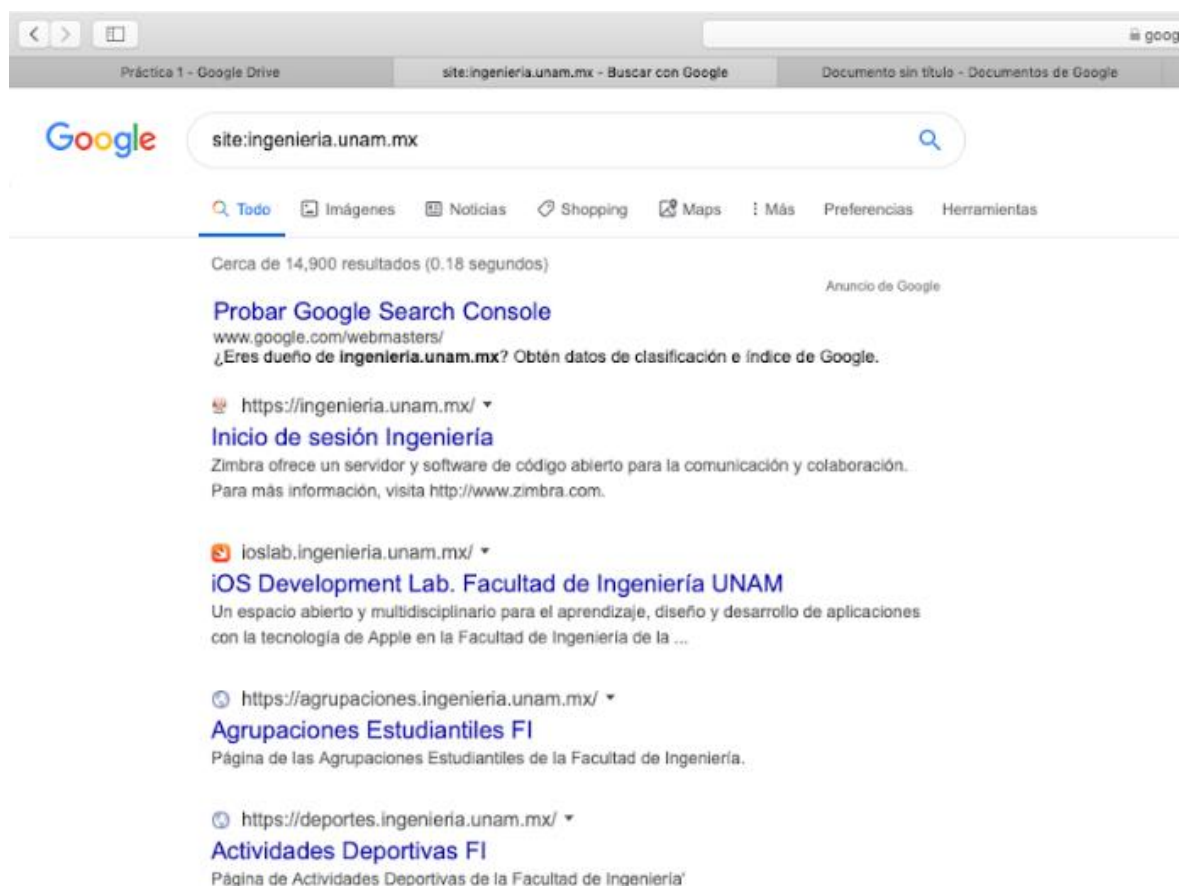 goog
Práctica 1 - Google Drive
site:ingenieria.unam.mx - Buscar con Google
Documento sin título - Documentos de Google
Google
site:ingenieria.unam.mx
Todo Imágenes Noticias Shopping Maps Más Preferencias Herramientas
Cerca de 14,900 resultados (0.18 segundos)
Anuncio de Google
Probar Google Search Console
www.google.com/webmasters/
¿Eres dueño de ingenieria.unam.mx? Obtén datos de clasificación e índice de Google.
https://ingenieria.unam.mx/
Inicio de sesión Ingeniería
Zimbra ofrece un servidor y software de código abierto para la comunicación y colaboración.
Para más información, visita http://www.zimbra.com.
ioslab.ingenieria.unam.mx/
iOS Development Lab. Facultad de Ingeniería UNAM
Un espacio abierto y multidisciplinario para el aprendizaje, diseño y desarrollo de aplicaciones
con la tecnología de Apple en la Facultad de Ingeniería de la ...
https://agrupaciones.ingenieria.unam.mx/
Agrupaciones Estudiantiles FI
Página de las Agrupaciones Estudiantiles de la Facultad de Ingeniería.
https://deportes.ingenieria.unam.mx/
Actividades Deportivas FI
Página de Actividades Deportivas de la Facultad de Ingeniería'